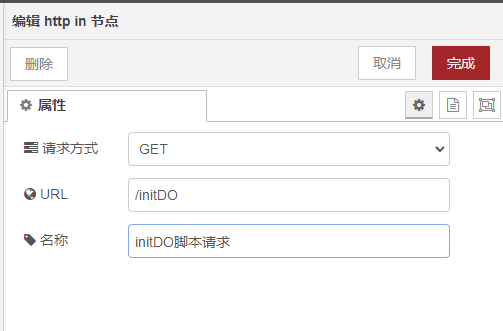 编辑 http in 节点
删除
取消
完成
属性
请求方式
GET
URL
/initDO
名称
initDO脚本请求